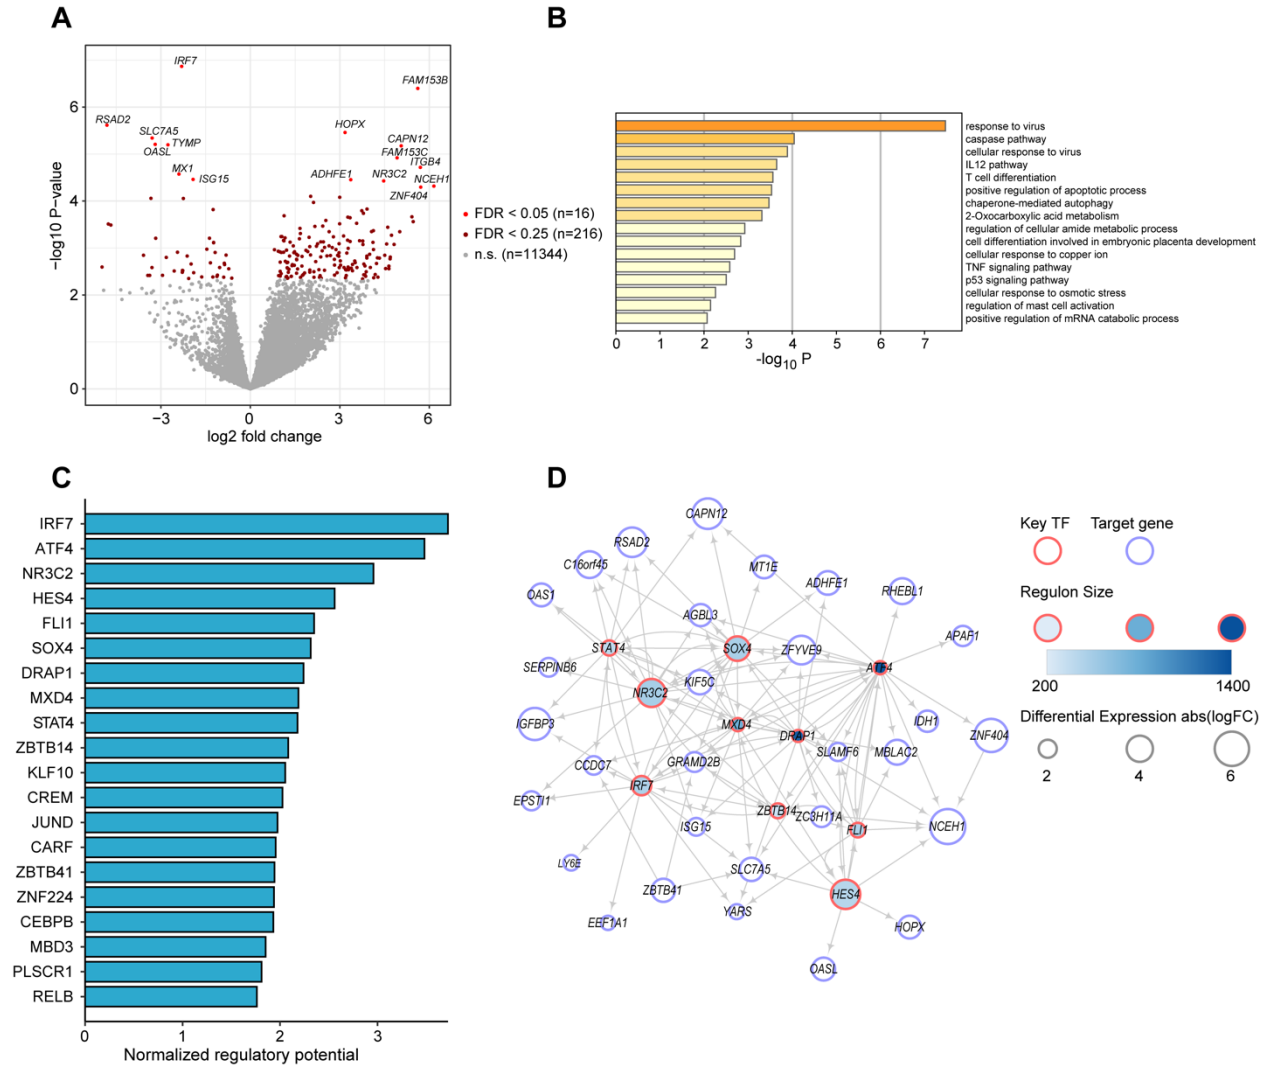 A
B
IRF7
FAM153B
RSAD2
HOPX
SLC7A5
TYMP
OASL
CAPN12
FAM153C
ITGB4
MX1
ISG15
ADHFE1
NR3C2
NCEH1
ZNF404
6
4
2
0
−log10 P−value
−3
0
3
6
log2 fold change
FDR < 0.05 (n=16)
FDR < 0.25 (n=216)
n.s. (n=11344)
response to virus
caspase pathway
cellular response to virus
IL12 pathway
T cell differentiation
positive regulation of apoptotic process
chaperone-mediated autophagy
2-Oxocarboxylic acid metabolism
regulation of cellular amide metabolic process
cell differentiation involved in embryonic placenta development
cellular response to copper ion
TNF signaling pathway
p53 signaling pathway
cellular response to osmotic stress
regulation of mast cell activation
positive regulation of mRNA catabolic process
0
1
2
3
4
5
6
7
-log10 P
C
D
IRF7
ATF4
NR3C2
HES4
FLI1
SOX4
DRAP1
MXD4
STAT4
ZBTB14
KLF10
CREM
JUND
CARF
ZBTB41
ZNF224
CEBPB
MBD3
PLSCR1
RELB
0
1
2
3
Normalized regulatory potential
CAPN12
RSAD2
C16orf45
MT1E
ADHFE1
RHEBL1
OAS1
AGBL3
APAF1
STAT4
SOX4
ZFYVE9
ATF4
SERPINB6
NR3C2
KIF5C
IGFBP3
MXD4
DRAP1
IDH1
ZNF404
CCDC7
GRAMD2B
SLAMF6
MBLAC2
IRF7
EPSTI1
ZBTB14
ZC3H11A
ISG15
FLI1
NCEH1
LY6E
SLC7A5
ZBTB41
HES4
YARS
EEF1A1
HOPX
OASL
Key TF
Target gene
Regulon Size
200
1400
Differential Expression abs(logFC)
2
4
6